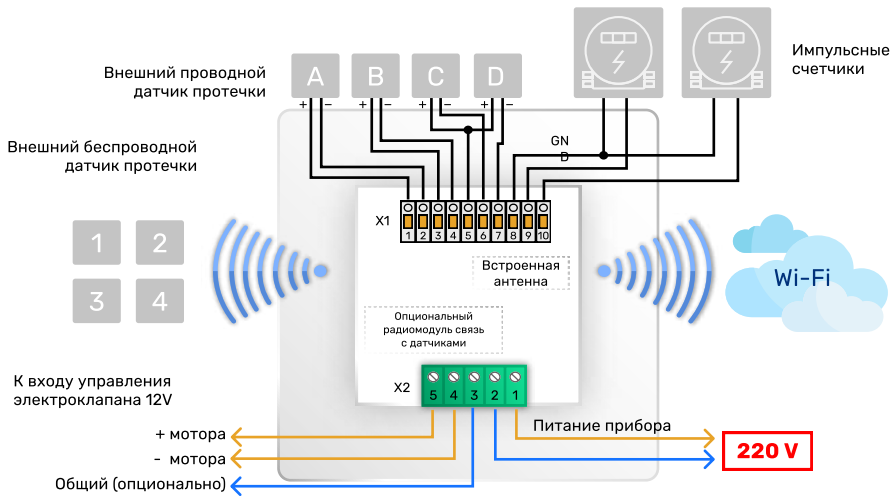 Импульсные
счетчики
Внешний проводной
датчик протечки
A B C D
+ − + − + − + −
Внешний беспроводной
датчик протечки
GN
D
X1
1 2 3 4 5 6 7 8 9 10
1 2
3 4
Встроенная
антенна
Wi-Fi
Опциональный
радиомодуль связь
с датчиками
К входу управления
электроклапана 12V
X2
5 4 3 2 1
+ мотора
- мотора
Общий (опционально)
Питание прибора
220 V